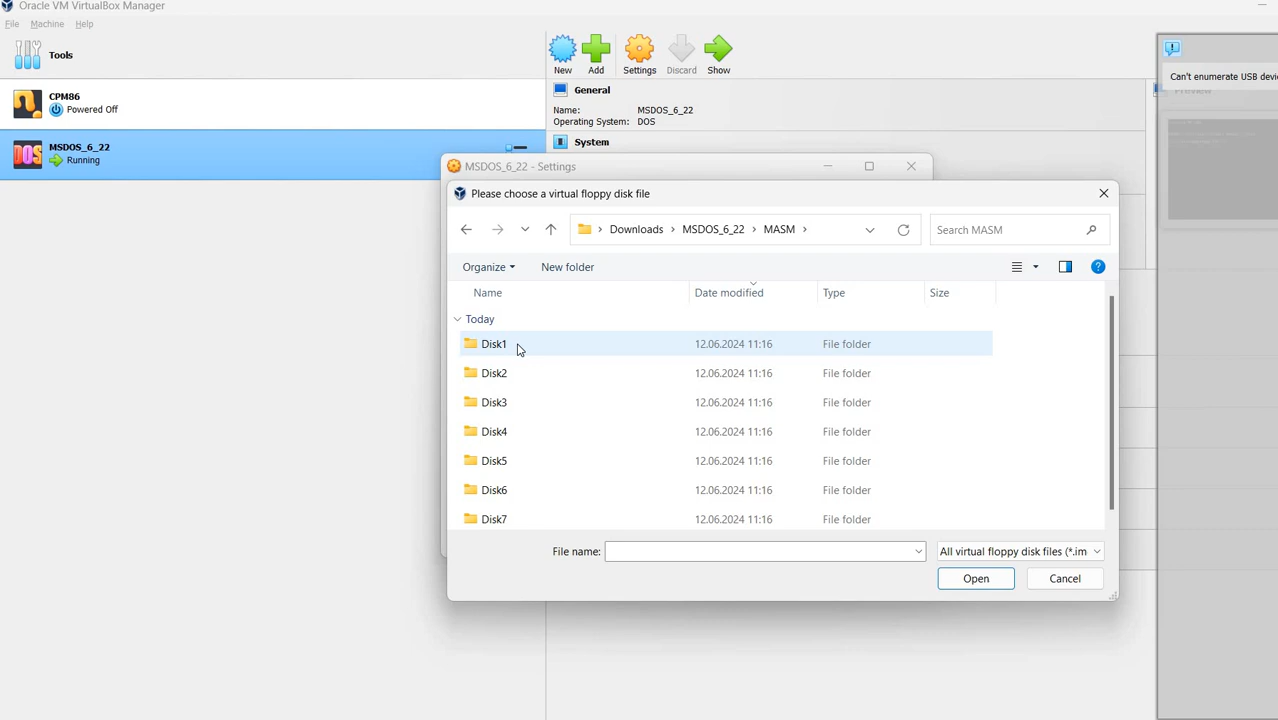 Oracle VM VirtualBox Manager
File Machine Help
Tools
New Add Settings Discard Show
CPM86
Powered Off
MSDOS_6_22
Running
General
Name: MSDOS_6_22
Operating System: DOS
System
Can't enumerate USB devi
Preview
MSDOS_6_22 - Settings
Please choose a virtual floppy disk file
Downloads > MSDOS_6_22 > MASM >
Search MASM
Organize New folder
Name Date modified Type Size
Today
Disk1 12.06.2024 11:16 File folder
Disk2 12.06.2024 11:16 File folder
Disk3 12.06.2024 11:16 File folder
Disk4 12.06.2024 11:16 File folder
Disk5 12.06.2024 11:16 File folder
Disk6 12.06.2024 11:16 File folder
Disk7 12.06.2024 11:16 File folder
File name: All virtual floppy disk files (*.im
Open Cancel